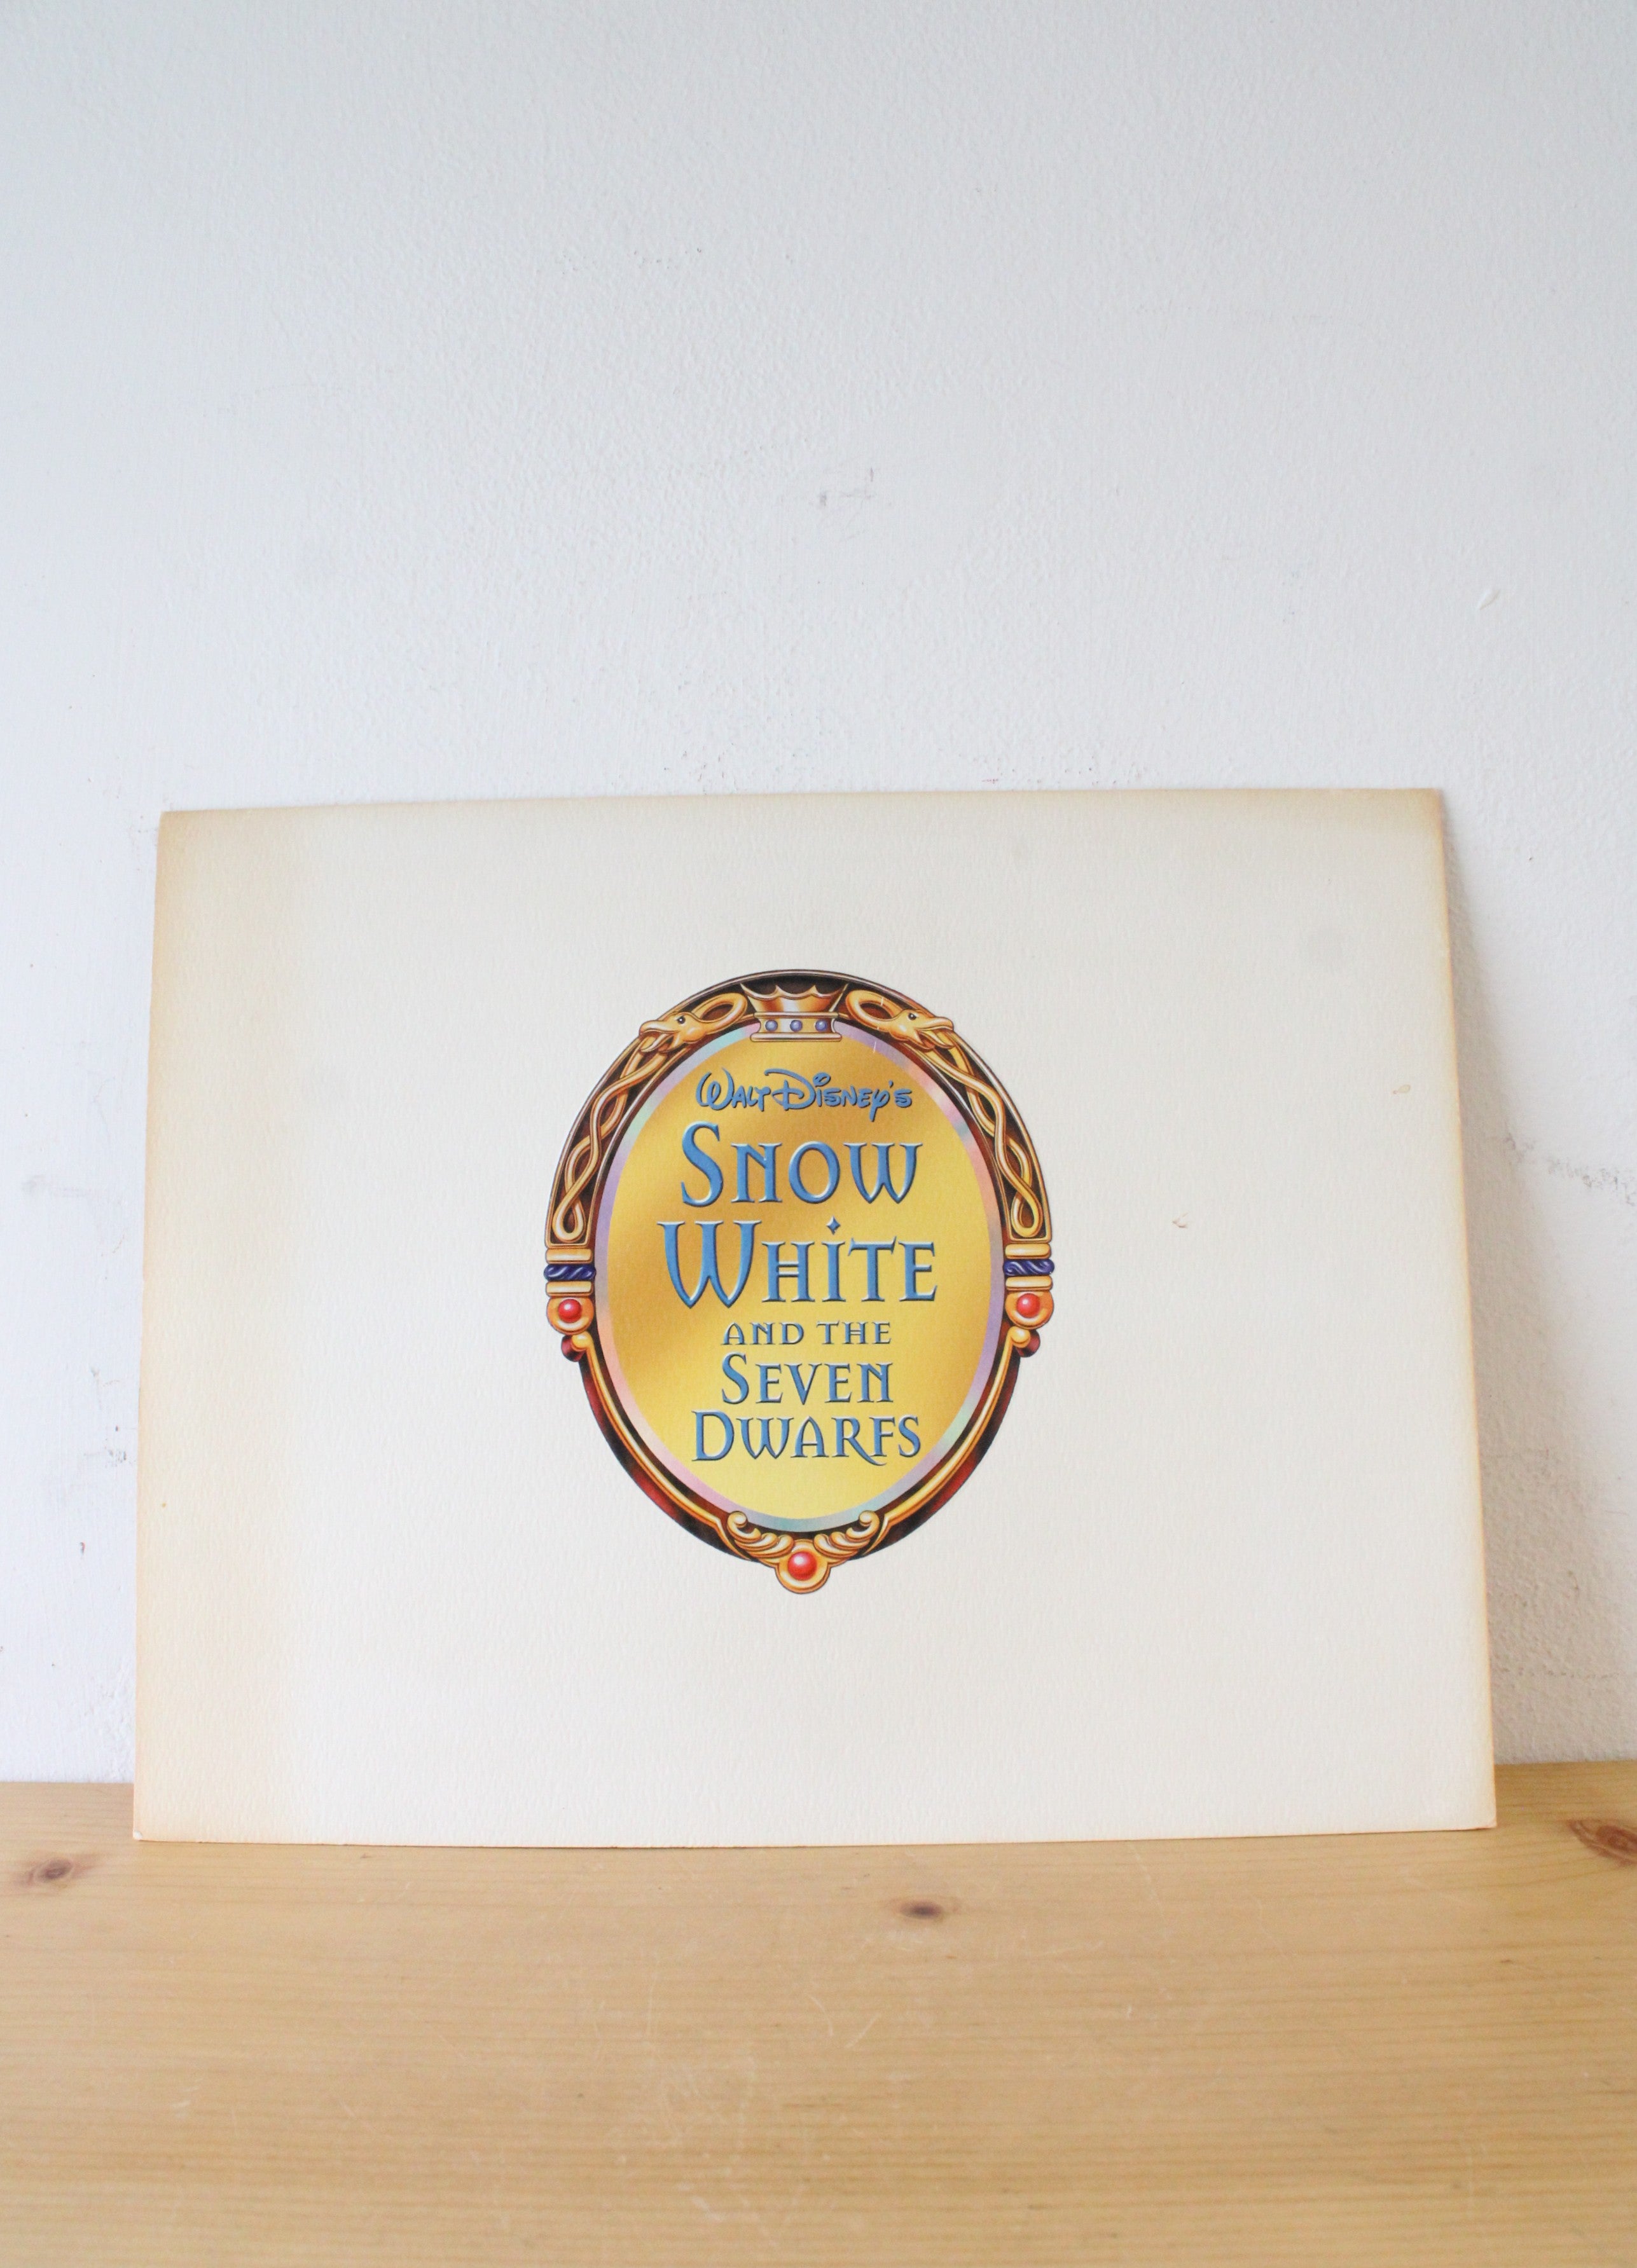 Walt Disney's
Snow
White
and the
Seven
Dwarfs